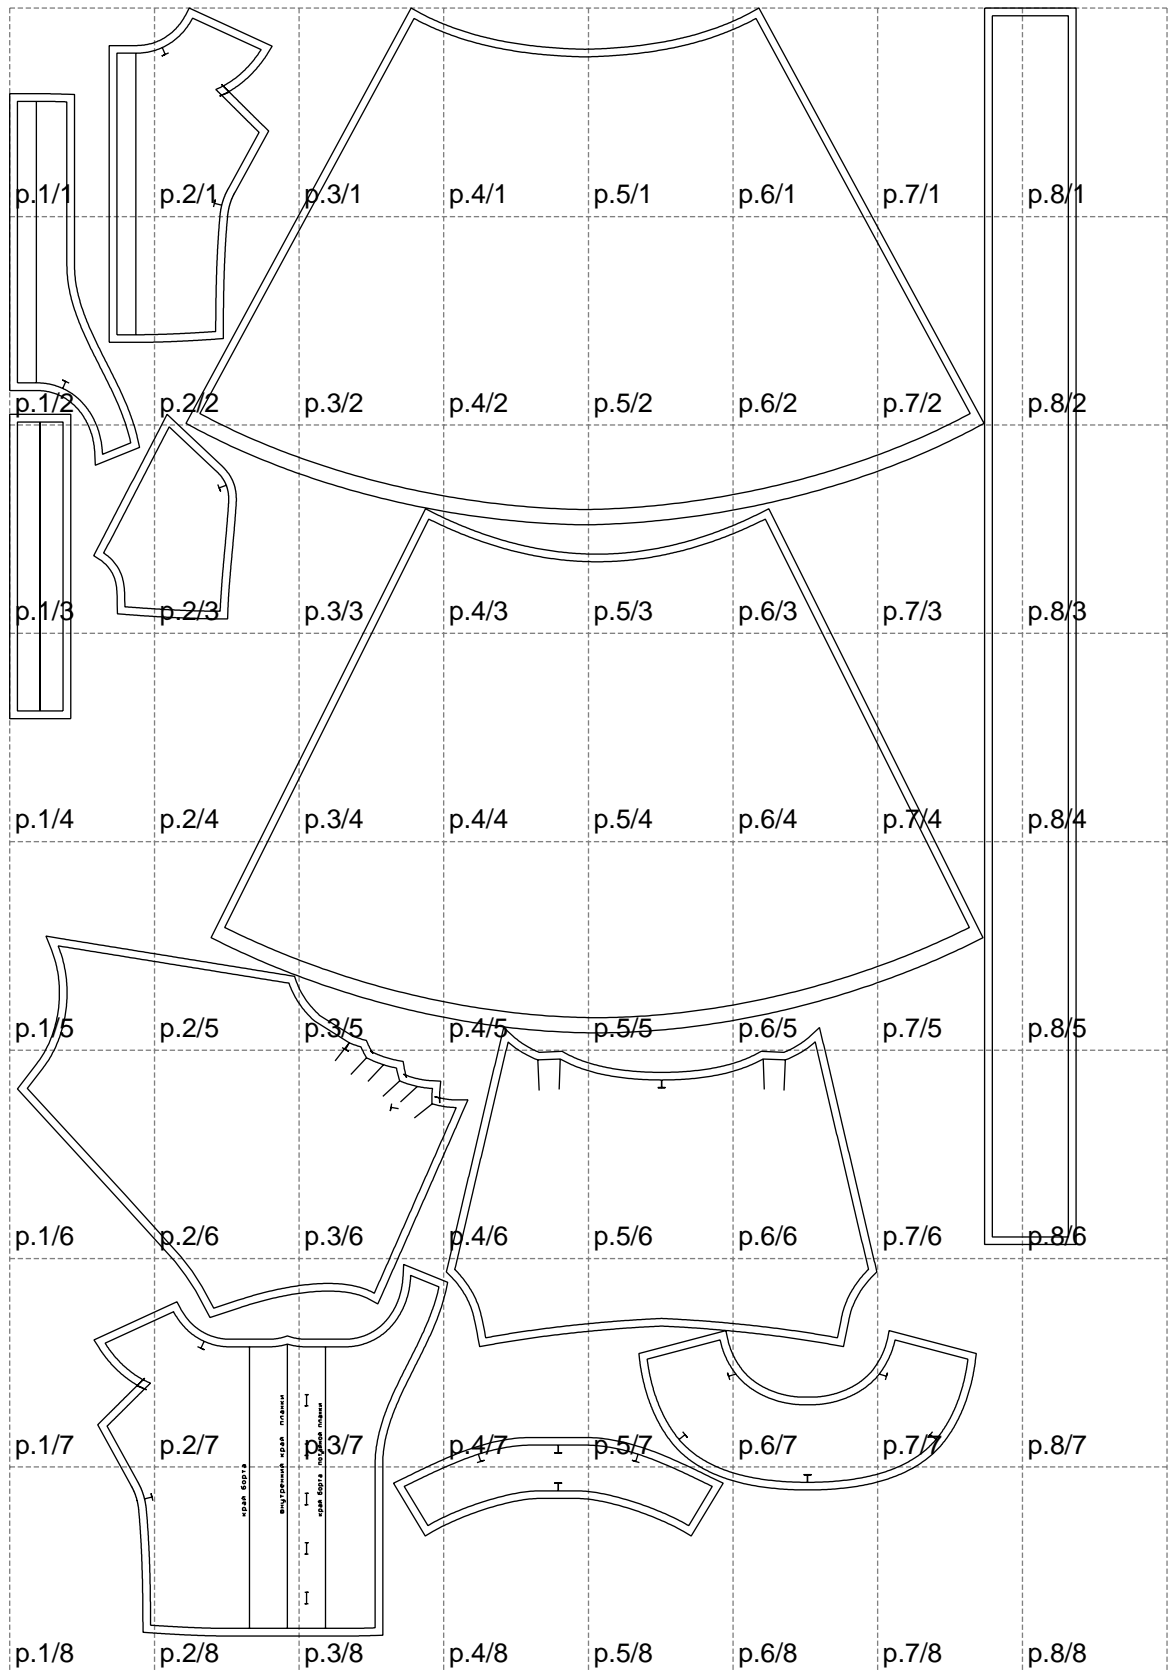 p.1/1 p.2/1 p.3/1 p.4/1 p.5/1 p.6/1 p.7/1 p.8/1
p.1/2 p.2/2 p.3/2 p.4/2 p.5/2 p.6/2 p.7/2 p.8/2
p.1/3 p.2/3 p.3/3 p.4/3 p.5/3 p.6/3 p.7/3 p.8/3
p.1/4 p.2/4 p.3/4 p.4/4 p.5/4 p.6/4 p.7/4 p.8/4
p.1/5 p.2/5 p.3/5 p.4/5 p.5/5 p.6/5 p.7/5 p.8/5
p.1/6 p.2/6 p.3/6 p.4/6 p.5/6 p.6/6 p.7/6 p.8/6
p.1/7 p.2/7 p.3/7 p.4/7 p.5/7 p.6/7 p.7/7 p.8/7
край борта
внутренний край планки
край борта потайной планки
p.1/8 p.2/8 p.3/8 p.4/8 p.5/8 p.6/8 p.7/8 p.8/8